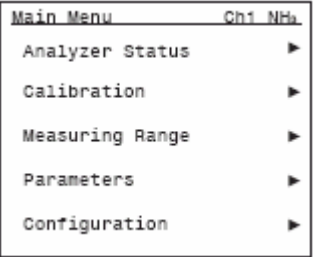 Main Menu Ch1 NH₃
Analyzer Status ▶
Calibration ▶
Measuring Range ▶
Parameters ▶
Configuration ▶